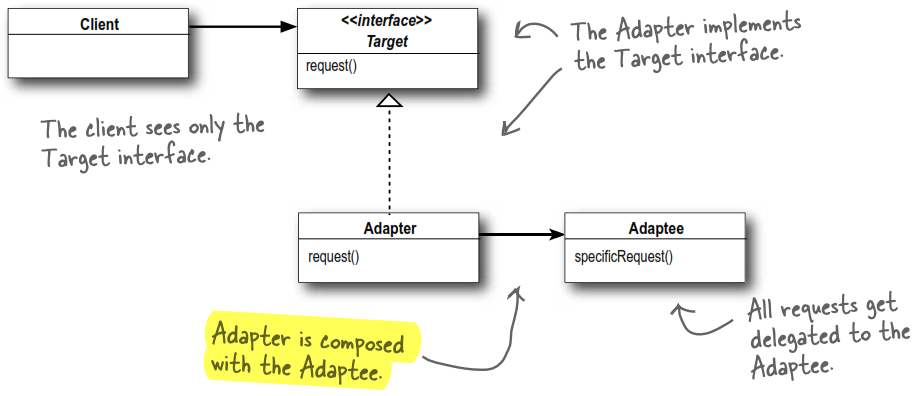 Client
<<interface>>
Target
request()
The Adapter implements
the Target interface.
The client sees only the
Target interface.
Adapter
request()
Adaptee
specificRequest()
Adapter is composed
with the Adaptee.
All requests get
delegated to the
Adaptee.